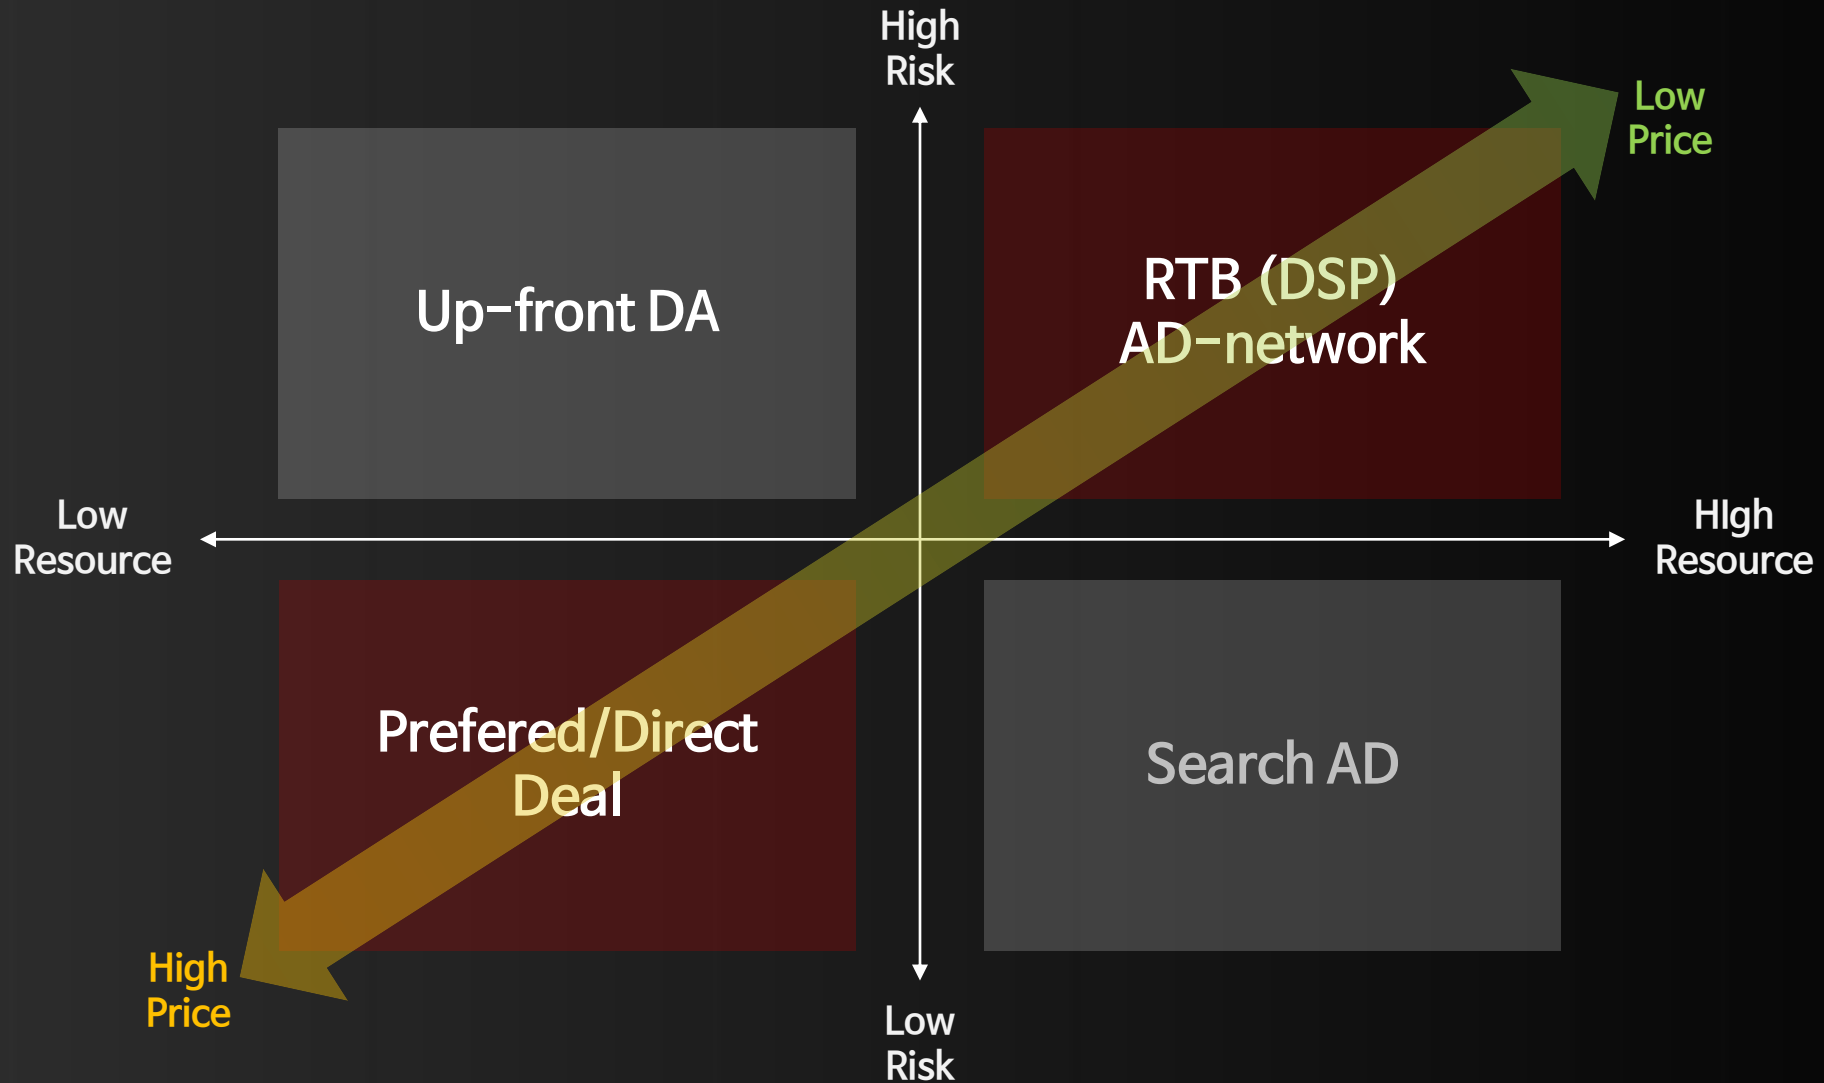 High
Risk
Low
Price
Up-front DA
RTB (DSP)
AD-network
Low
Resource
HIgh
Resource
Prefered/Direct
Deal
Search AD
High
Price
Low
Risk